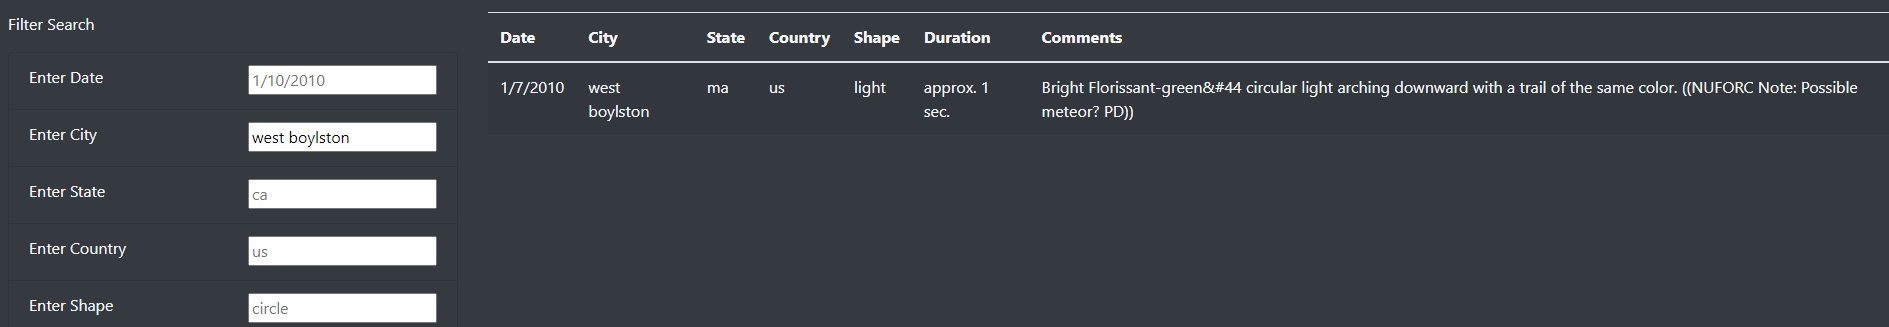 Filter Search
Enter Date 1/10/2010
Enter City west boylston
Enter State ca
Enter Country us
Enter Shape circle
Date City State Country Shape Duration Comments
1/7/2010 west ma us light approx. 1 Bright Florissant-green&#44 circular light arching downward with a trail of the same color. ((NUFORC Note: Possible
boylston sec. meteor? PD))